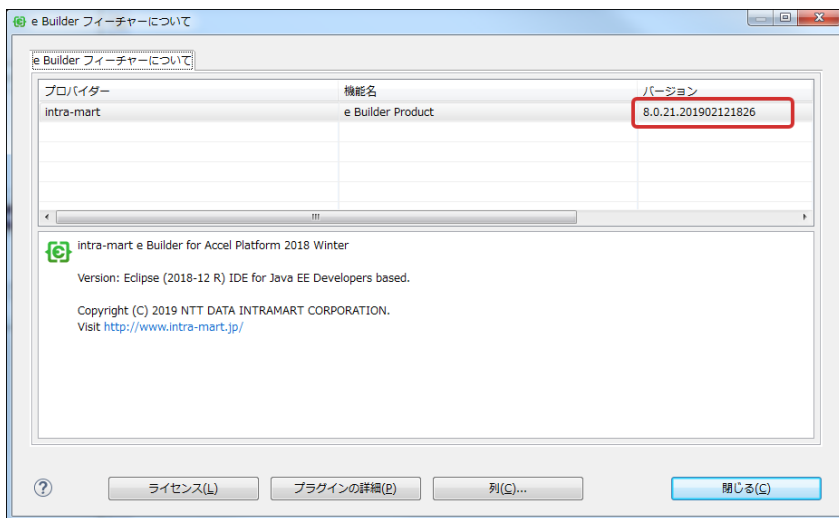 e Builder フィーチャーについて
e Builder フィーチャーについて
プロバイダー 機能名 バージョン
intra-mart e Builder Product 8.0.21.201902121826
intra-mart e Builder for Accel Platform 2018 Winter
Version: Eclipse (2018-12 R) IDE for Java EE Developers based.
Copyright (C) 2019 NTT DATA INTRAMART CORPORATION.
Visit http://www.intra-mart.jp/
ライセンス(L) プラグインの詳細(P) 列(C)... 閉じる(C)